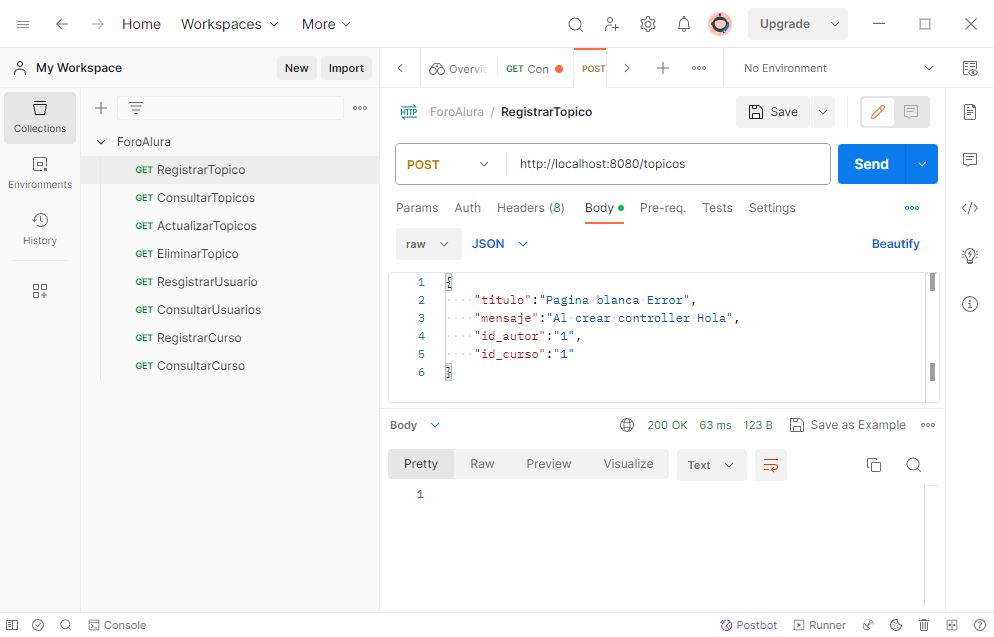 Home Workspaces More Upgrade
My Workspace New Import Overvie GET Con POST No Environment
Collections
Environments
History
ForoAlura
GET RegistrarTopico
GET ConsultarTopicos
GET ActualizarTopicos
GET EliminarTopico
GET ResgistrarUsuario
GET ConsultarUsuarios
GET RegistrarCurso
GET ConsultarCurso
HTTP ForoAlura / RegistrarTopico Save
POST http://localhost:8080/topicos Send
Params Auth Headers (8) Body Pre-req. Tests Settings
raw JSON Beautify
1 {
2 "titulo":"Pagina blanca Error",
3 "mensaje":"Al crear controller Hola",
4 "id_autor":"1",
5 "id_curso":"1"
6 }
Body 200 OK 63 ms 123 B Save as Example
Pretty Raw Preview Visualize Text
1
Console Postbot Runner